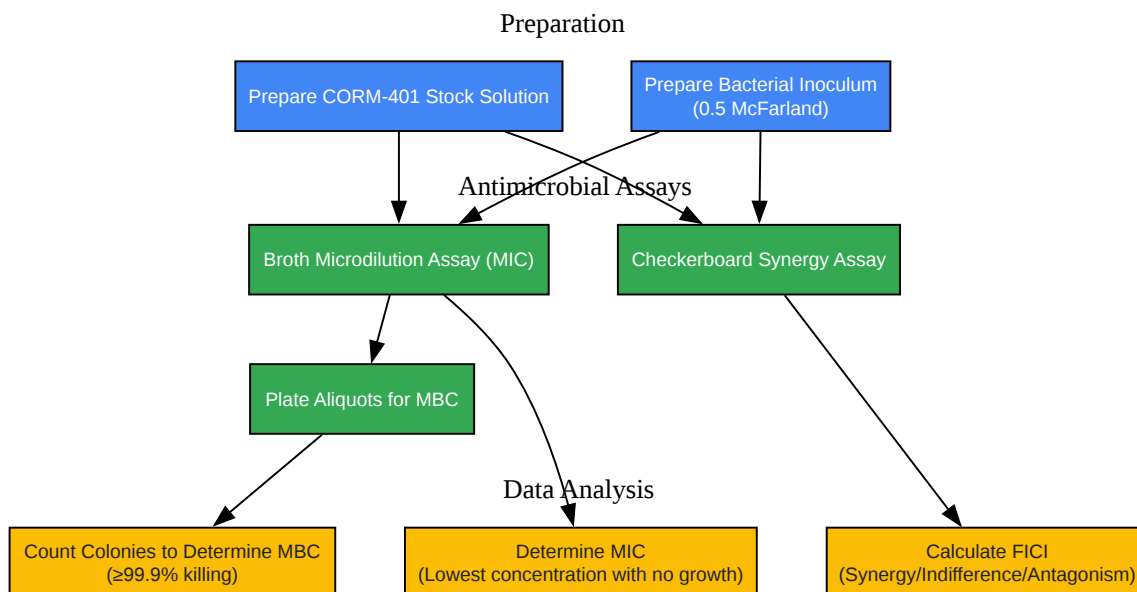 Preparation
Prepare CORM-401 Stock Solution
Prepare Bacterial Inoculum
(0.5 McFarland)
Antimicrobial Assays
Broth Microdilution Assay (MIC)
Checkerboard Synergy Assay
Plate Aliquots for MBC
Data Analysis
Count Colonies to Determine MBC
(≥99.9% killing)
Determine MIC
(Lowest concentration with no growth)
Calculate FICI
(Synergy/Indifference/Antagonism)